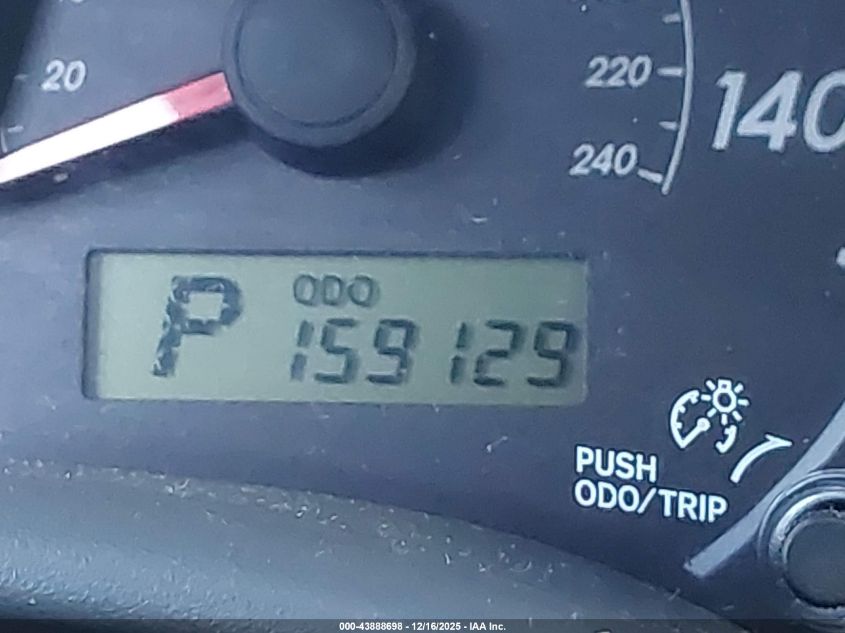 20
220
240
140
P
ODO
159129
PUSH
ODO/TRIP
000-43888698 - 12/16/2025 - IAA Inc.